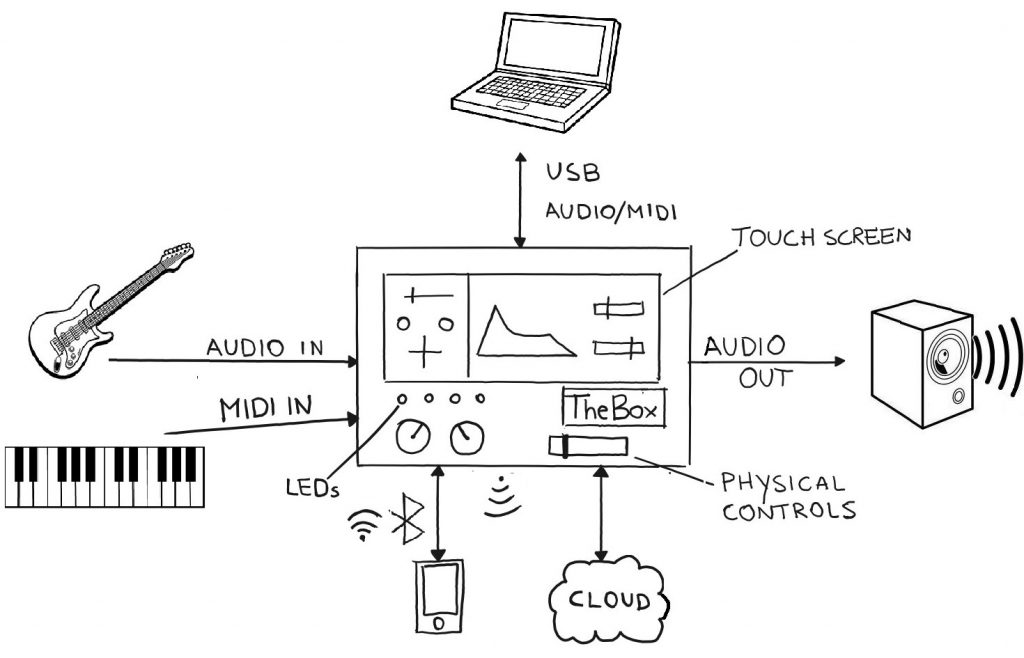 USB
AUDIO/MIDI
TOUCH SCREEN
AUDIO IN
AUDIO
OUT
MIDI IN
TheBox
LEDs
PHYSICAL
CONTROLS
CLOUD